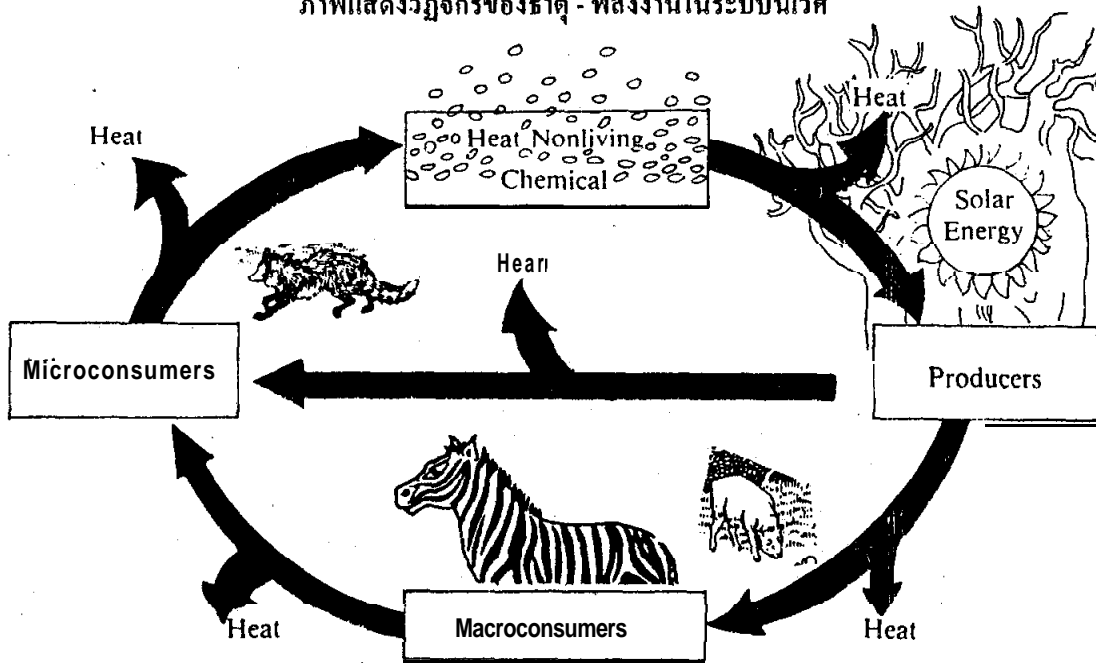 ภาพแสดงวัฏจักรของธาตุ - พลังงานในระบบนิเวศ
Heat
Heat
Heat Nonliving
Chemical
Solar
Energy
Hearı
Microconsumers
Producers
Macroconsumers
Heat
Heat